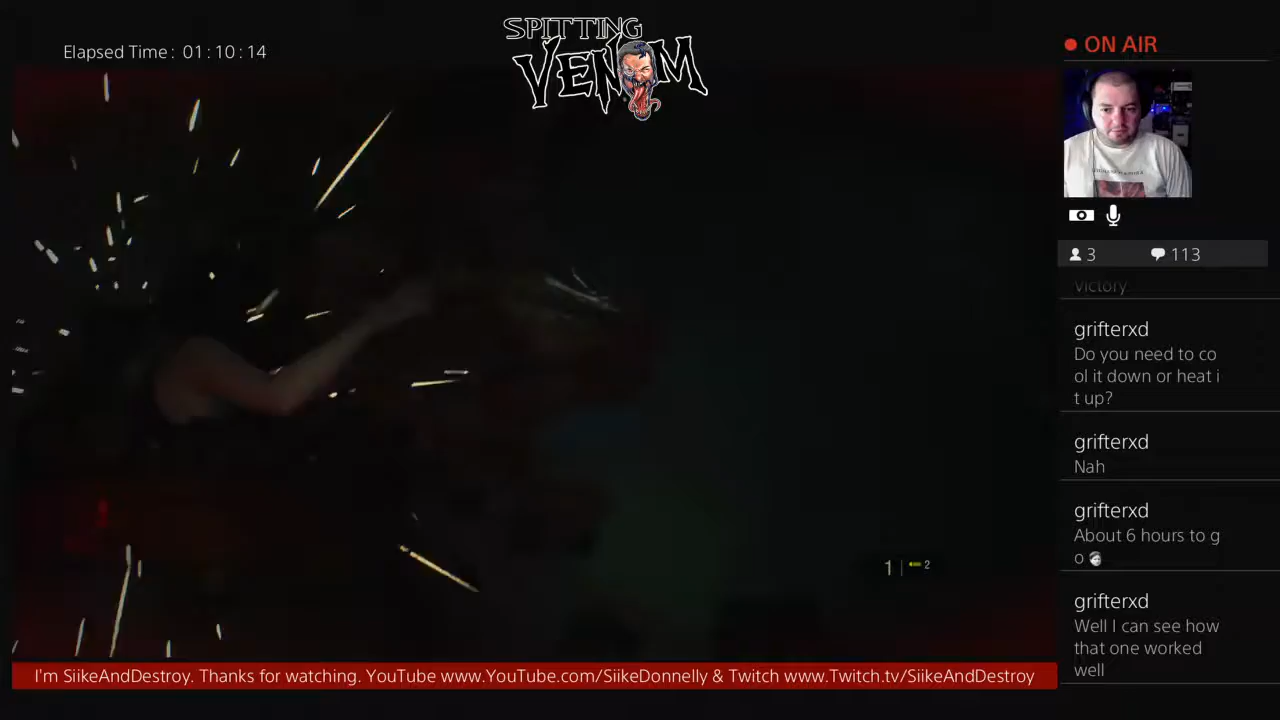 Elapsed Time: 01:10:14
SPITTING
VENOM
ON AIR
3
113
Victory.
grifterxd
Do you need to co
ol it down or heat i
t up?
grifterxd
Nah
grifterxd
About 6 hours to g
o
grifterxd
Well I can see how
that one worked
well
1 | 2
I'm SiikeAndDestroy. Thanks for watching. YouTube www.YouTube.com/SiikeDonnelly & Twitch www.Twitch.tv/SiikeAndDestroy